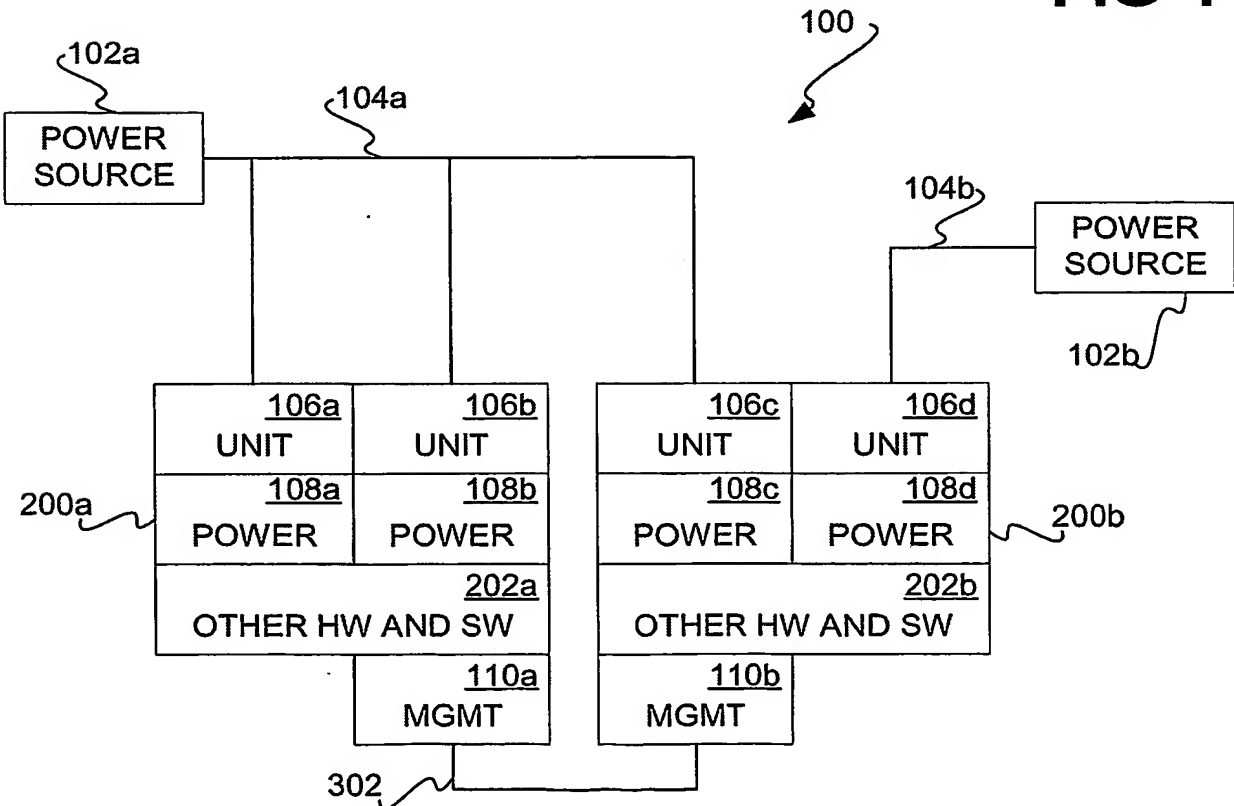 100
102a
104a
POWER
SOURCE
104b
POWER
SOURCE
102b
106a
UNIT
106b
UNIT
106c
UNIT
106d
UNIT
200a
108a
POWER
108b
POWER
108c
POWER
108d
POWER
200b
202a
OTHER HW AND SW
202b
OTHER HW AND SW
110a
MGMT
110b
MGMT
302